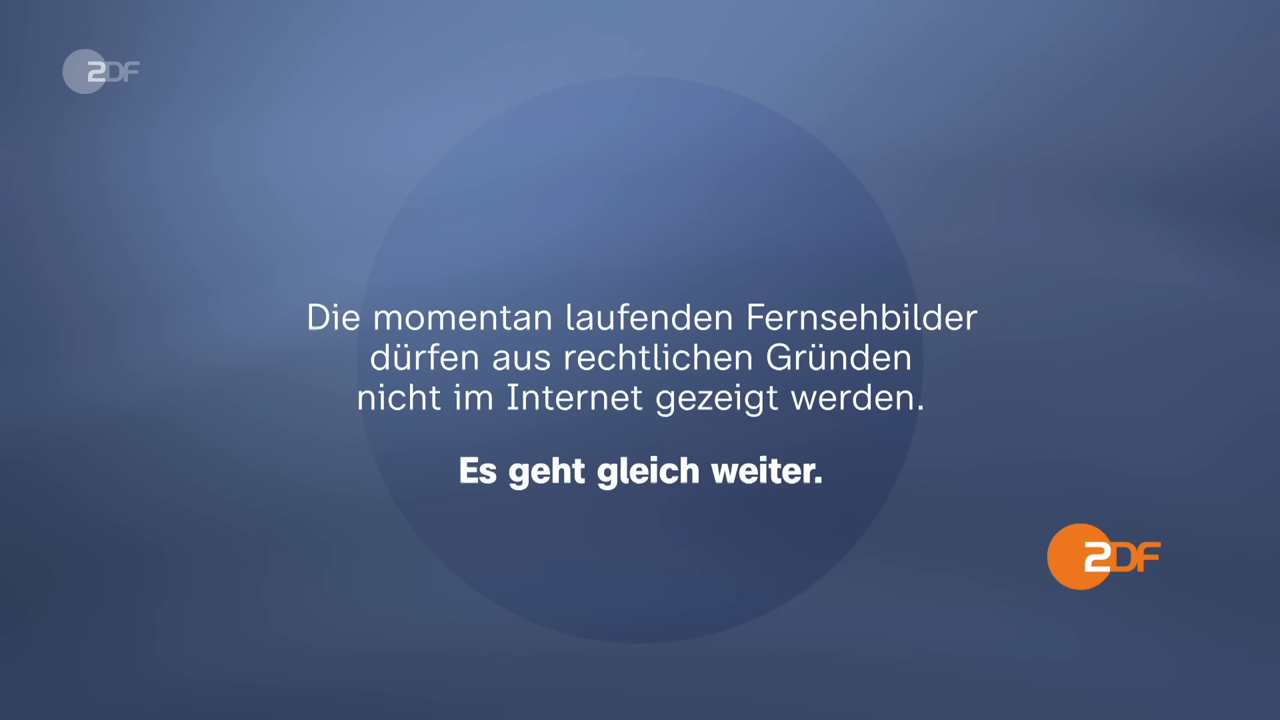 ZDF
Die momentan laufenden Fernsehbilder
dürfen aus rechtlichen Gründen
nicht im Internet gezeigt werden.
Es geht gleich weiter.
ZDF